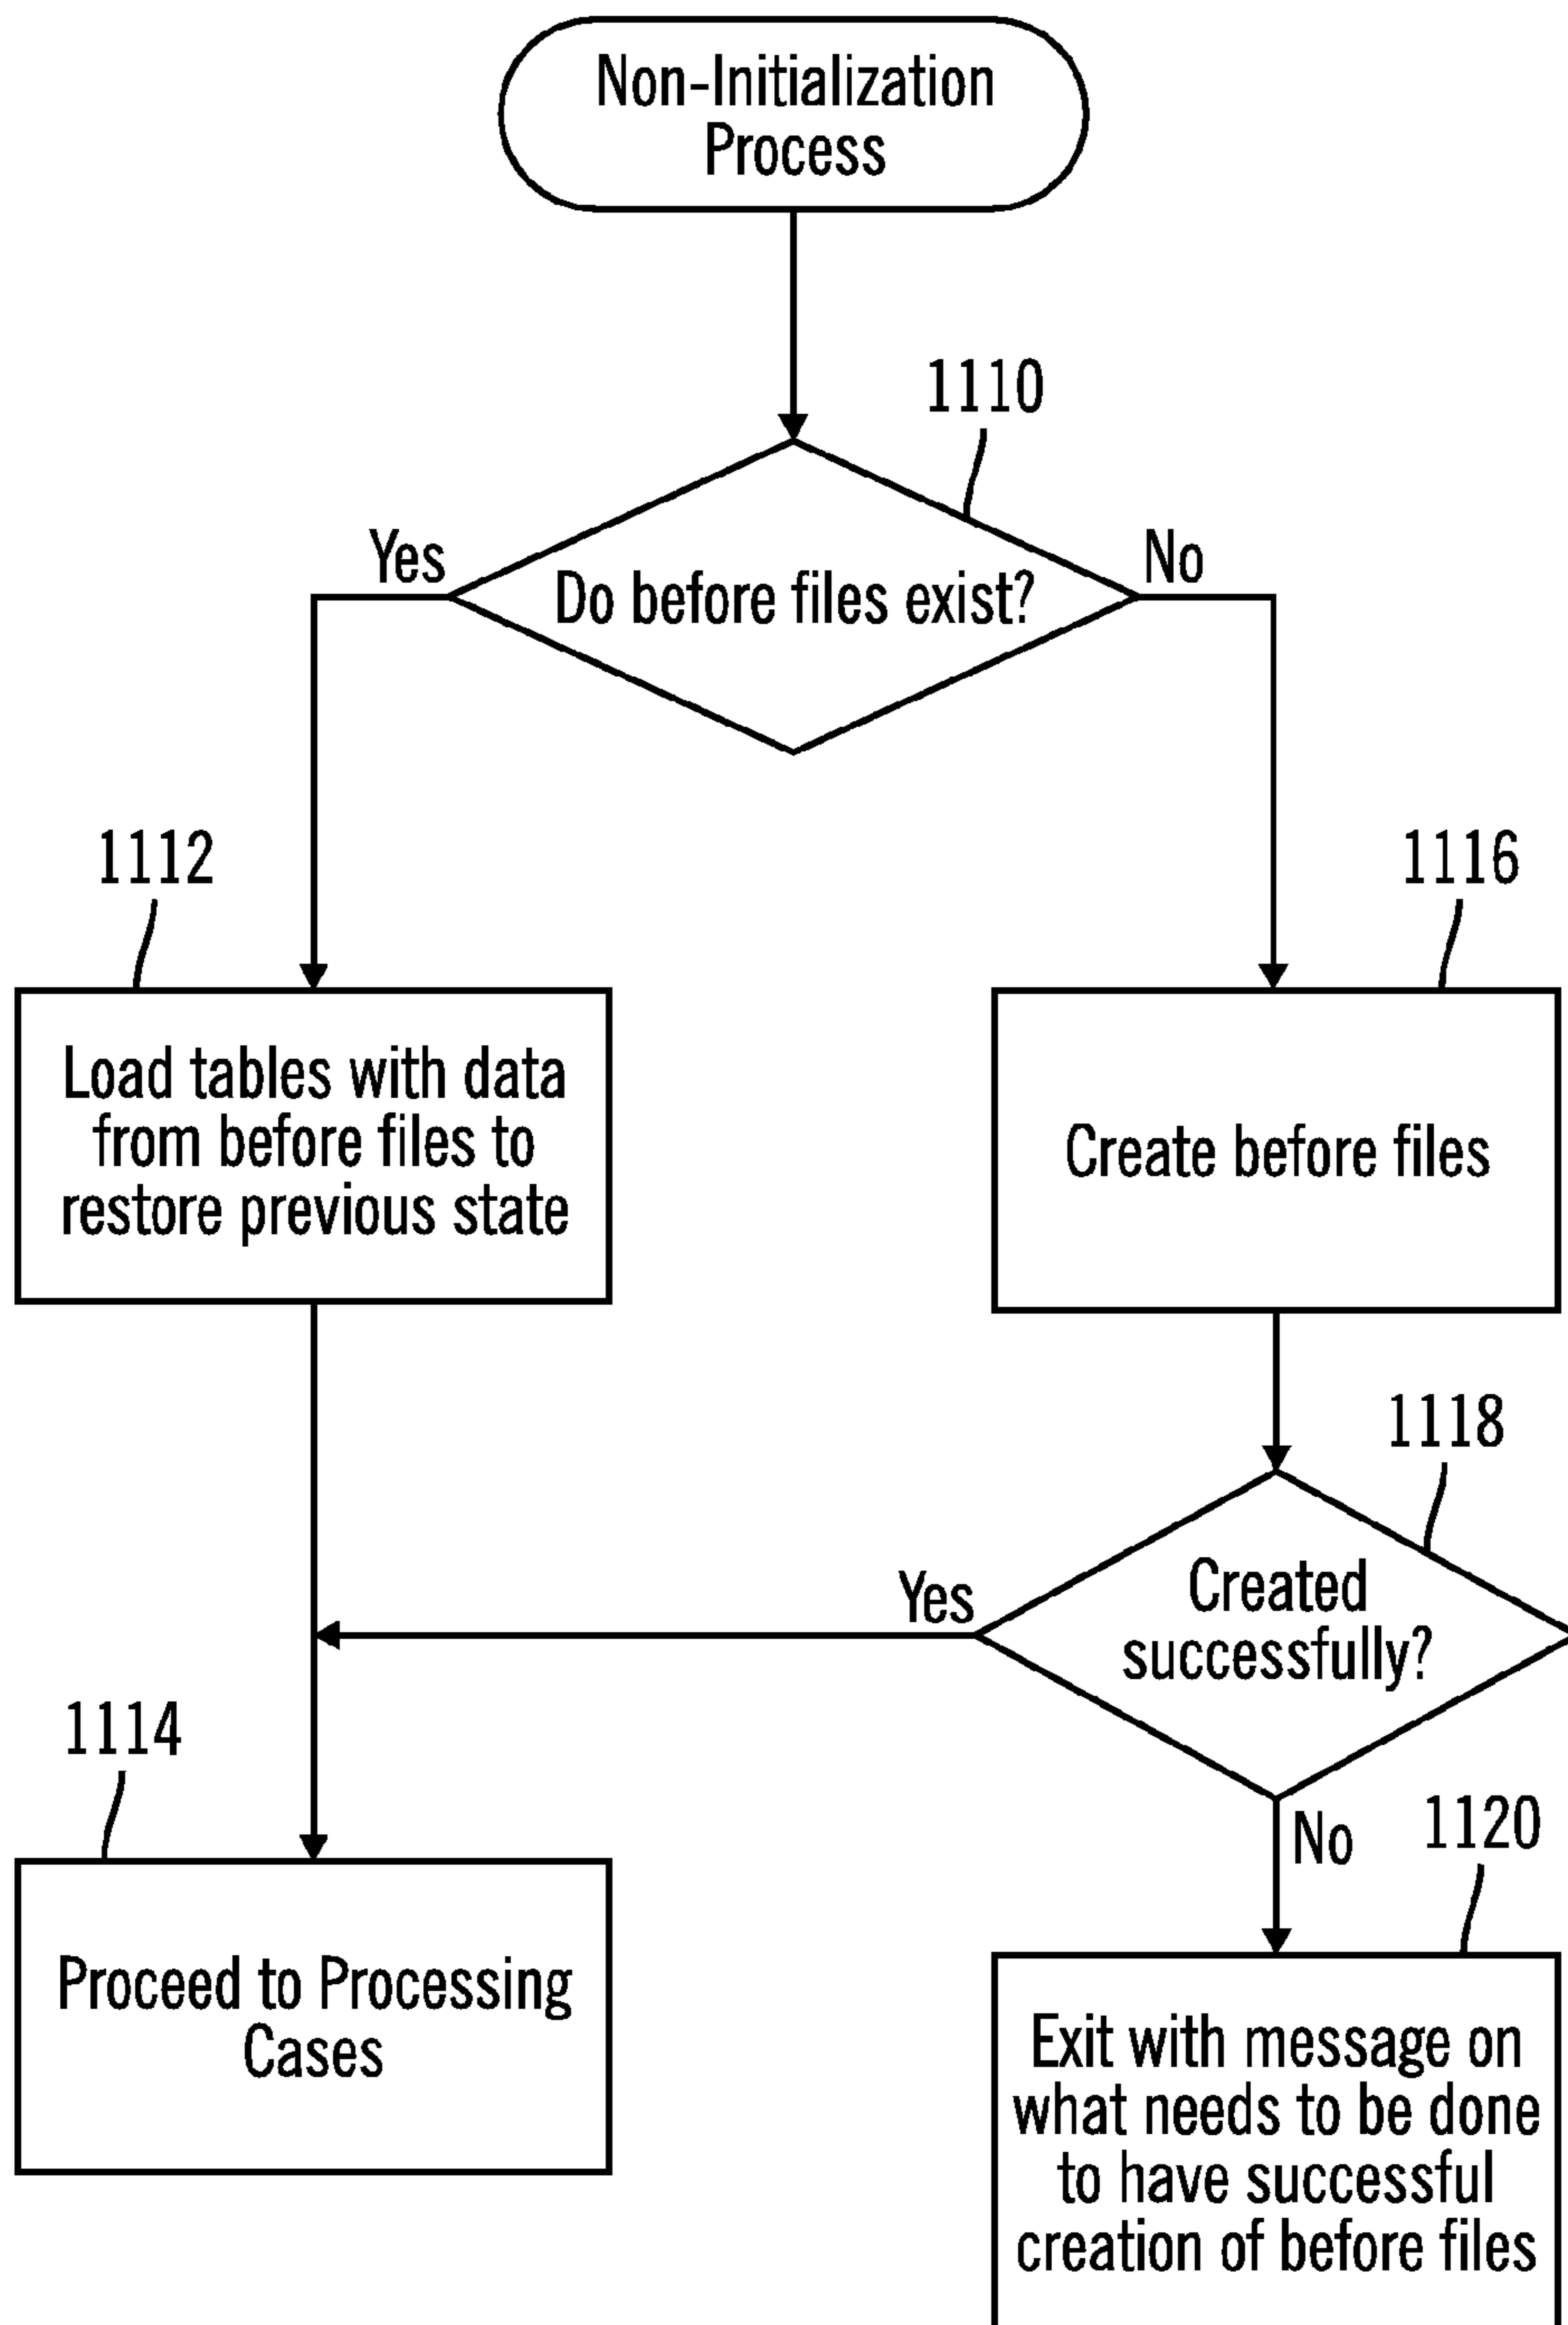 Non-Initialization
Process
1110
Yes
No
Do before files exist?
1112
1116
Load tables with data
from before files to
restore previous state
Create before files
1118
Yes
Created
successfully?
1114
No
1120
Proceed to Processing
Cases
Exit with message on
what needs to be done
to have successful
creation of before files